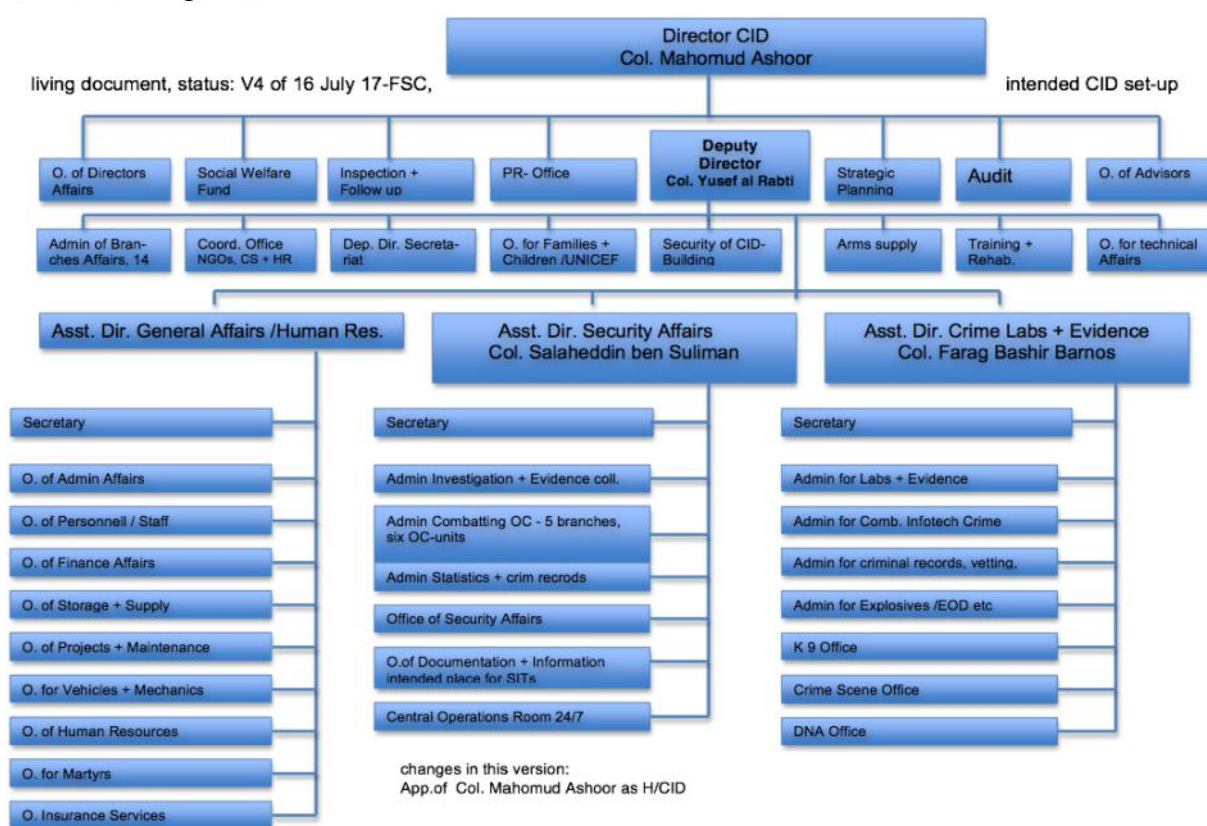 Director CID
Col. Mahomud Ashoor
living document, status: V4 of 16 July 17-FSC,
intended CID set-up
O. of Directors
Affairs
Social Welfare
Fund
Inspection +
Follow up
PR- Office
Deputy
Director
Col. Yusef al Rabti
Strategic
Planning
Audit
O. of Advisors
Admin of Bran-
ches Affairs, 14
Coord. Office
NGOs, CS + HR
Dep. Dir. Secreta-
riat
O. for Families +
Children /UNICEF
Security of CID-
Building
Arms supply
Training +
Rehab.
O. for technical
Affairs
Asst. Dir. General Affairs /Human Res.
Asst. Dir. Security Affairs
Col. Salaheddin ben Suliman
Asst. Dir. Crime Labs + Evidence
Col. Farag Bashir Barnos
Secretary
O. of Admin Affairs
O. of Personnell / Staff
O. of Finance Affairs
O. of Storage + Supply
O. of Projects + Maintenance
O. for Vehicles + Mechanics
O. of Human Resources
O. for Martyrs
O. Insurance Services
Secretary
Admin Investigation + Evidence coll.
Admin Combatting OC - 5 branches,
six OC-units
Admin Statistics + crim recrods
Office of Security Affairs
O.of Documentation + Information
intended place for SITs
Central Operations Room 24/7
Secretary
Admin for Labs + Evidence
Admin for Comb. Infotech Crime
Admin for criminal records, vetting,
Admin for Explosives /EOD etc
K 9 Office
Crime Scene Office
DNA Office
changes in this version:
App.of Col. Mahomud Ashoor as H/CID